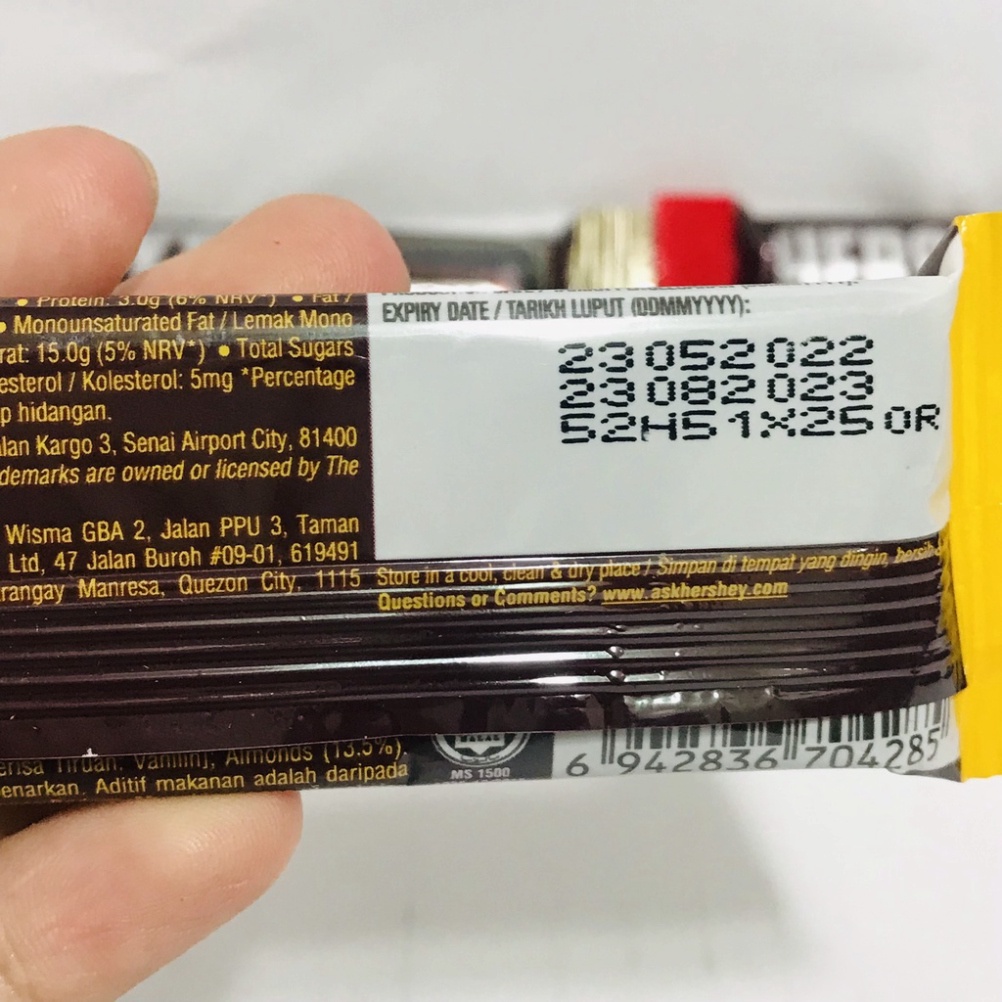 • Protein: 3.0g (6% NRV*) • Fat /
• Monounsaturated Fat / Lemak Mono
rat: 15.0g (5% NRV*) • Total Sugars
esterol / Kolesterol: 5mg *Percentage
p hidangan.
alan Kargo 3, Senai Airport City, 81400
demarks are owned or licensed by The
Wisma GBA 2, Jalan PPU 3, Taman
Ltd, 47 Jalan Buroh #09-01, 619491
rangay Manresa, Quezon City, 1115
EXPIRY DATE / TARIKH LUPUT (DDMMYYYY):
23052022
23082023
52H51X25OR
Store in a cool, clean & dry place / Simpan di tempat yang dingin, bersih
Questions or Comments? www.askhershey.com
Vanillin], Almonds (13.5%).
enarkan. Aditif makanan adalah daripada
HALAL
MS 1500
6 942836 704285